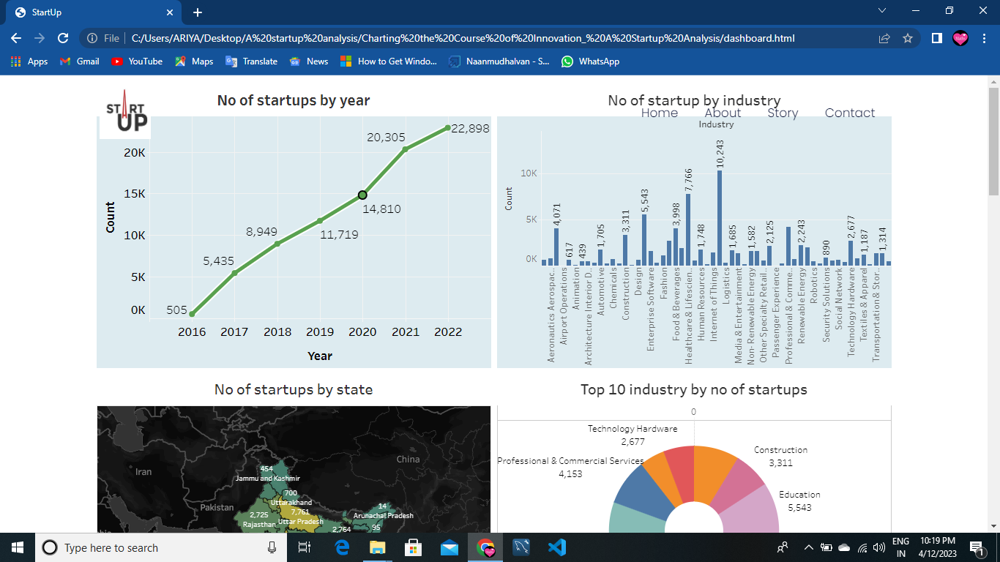 StartUp
File
C:/Users/ARIYA/Desktop/A%20startup%20analysis/Charting%20the%20Course%20of%20Innovation_%20A%20Startup%20Analysis/dashboard.html
Apps Gmail YouTube Maps Translate News How to Get Windo... Naanmudhalvan - S... WhatsApp
START
UP
Home About Story Contact
No of startups by year
Count
20K
15K
10K
5K
0K
505
5,435
8,949
11,719
14,810
20,305
22,898
2016 2017 2018 2019 2020 2021 2022
Year
No of startup by industry
Industry
Count
10K
5K
0K
4,071
617
439
1,705
3,311
5,543
3,998
7,766
1,748
10,243
1,685
1,582
2,125
2,243
890
2,677
1,187
1,314
Aeronautics Aerospac..
Airport Operations
Animation
Architecture Interior D..
Automotive
Chemicals
Construction
Design
Enterprise Software
Fashion
Food & Beverages
Healthcare & Lifescien..
Human Resources
Internet of Things
Logistics
Media & Entertainment
Non- Renewable Energy
Other Specialty Retail ..
Passenger Experience
Professional & Comme..
Renewable Energy
Robotics
Security Solutions
Social Network
Technology Hardware
Textiles & Apparel
Transportation & Stor..
No of startups by state
Iran
China
Pakistan
454
Jammu and Kashmir
700
Uttarakhand
7,761
Uttar Pradesh
2,725
Rajasthan
14
Arunachal Pradesh
95
2,764
Top 10 industry by no of startups
0
Technology Hardware
2,677
Construction
3,311
Professional & Commercial Services
4,153
Education
5,543
Type here to search
ENG
IN
10:19 PM
4/12/2023
1